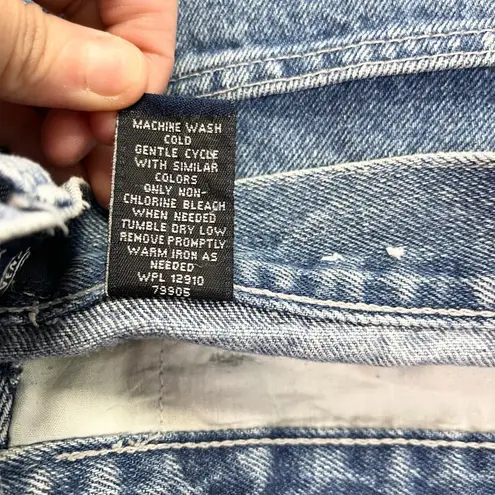 MACHINE WASH
COLD
GENTLE CYCLE
WITH SIMILAR
COLORS
ONLY NON-
CHLORINE BLEACH
WHEN NEEDED
TUMBLE DRY LOW
REMOVE PROMPTLY
WARM IRON AS
NEEDED
WPL 12910
79905